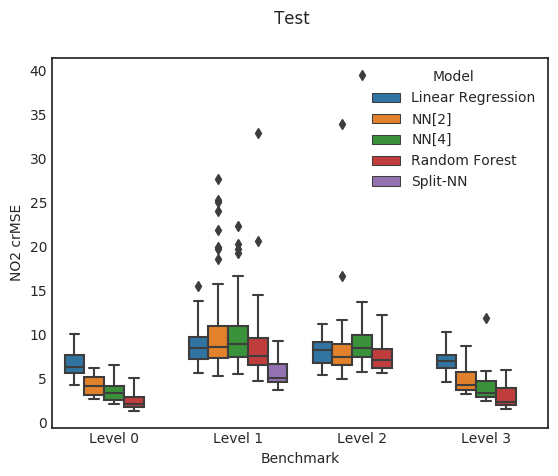 Test
NO2 crMSE
40
35
30
25
20
15
10
5
0
Model
Linear Regression
NN[2]
NN[4]
Random Forest
Split-NN
Level 0
Level 1
Level 2
Level 3
Benchmark